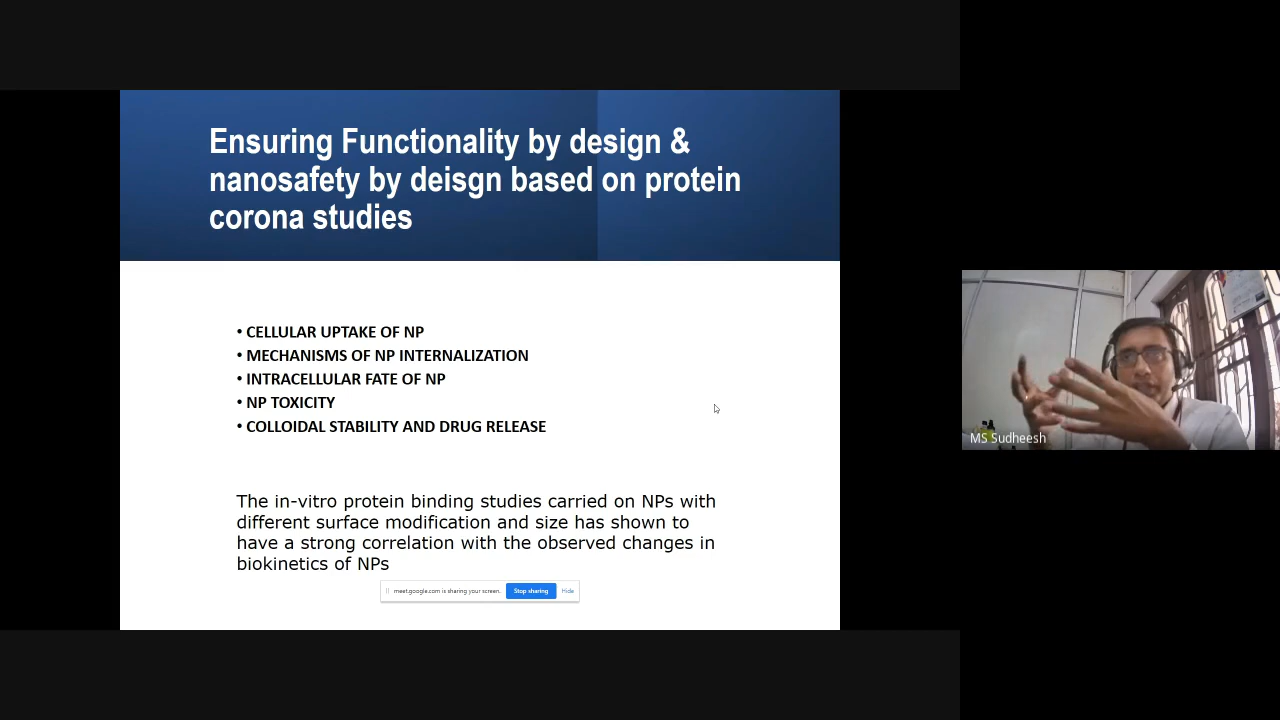 Ensuring Functionality by design &
nanosafety by deisgn based on protein
corona studies
• CELLULAR UPTAKE OF NP
• MECHANISMS OF NP INTERNALIZATION
• INTRACELLULAR FATE OF NP
• NP TOXICITY
• COLLOIDAL STABILITY AND DRUG RELEASE
The in-vitro protein binding studies carried on NPs with
different surface modification and size has shown to
have a strong correlation with the observed changes in
biokinetics of NPs
meet.google.com is sharing your screen. Stop sharing Hide
MS Sudheesh